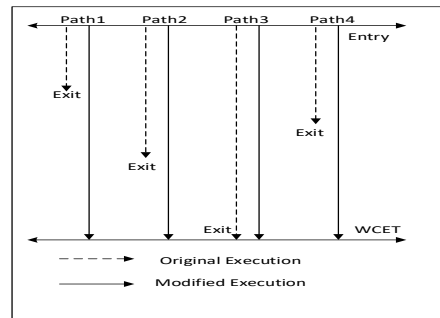 Path1 Path2 Path3 Path4
Entry
Exit
Exit
Exit
Exit
WCET
Original Execution
Modified Execution